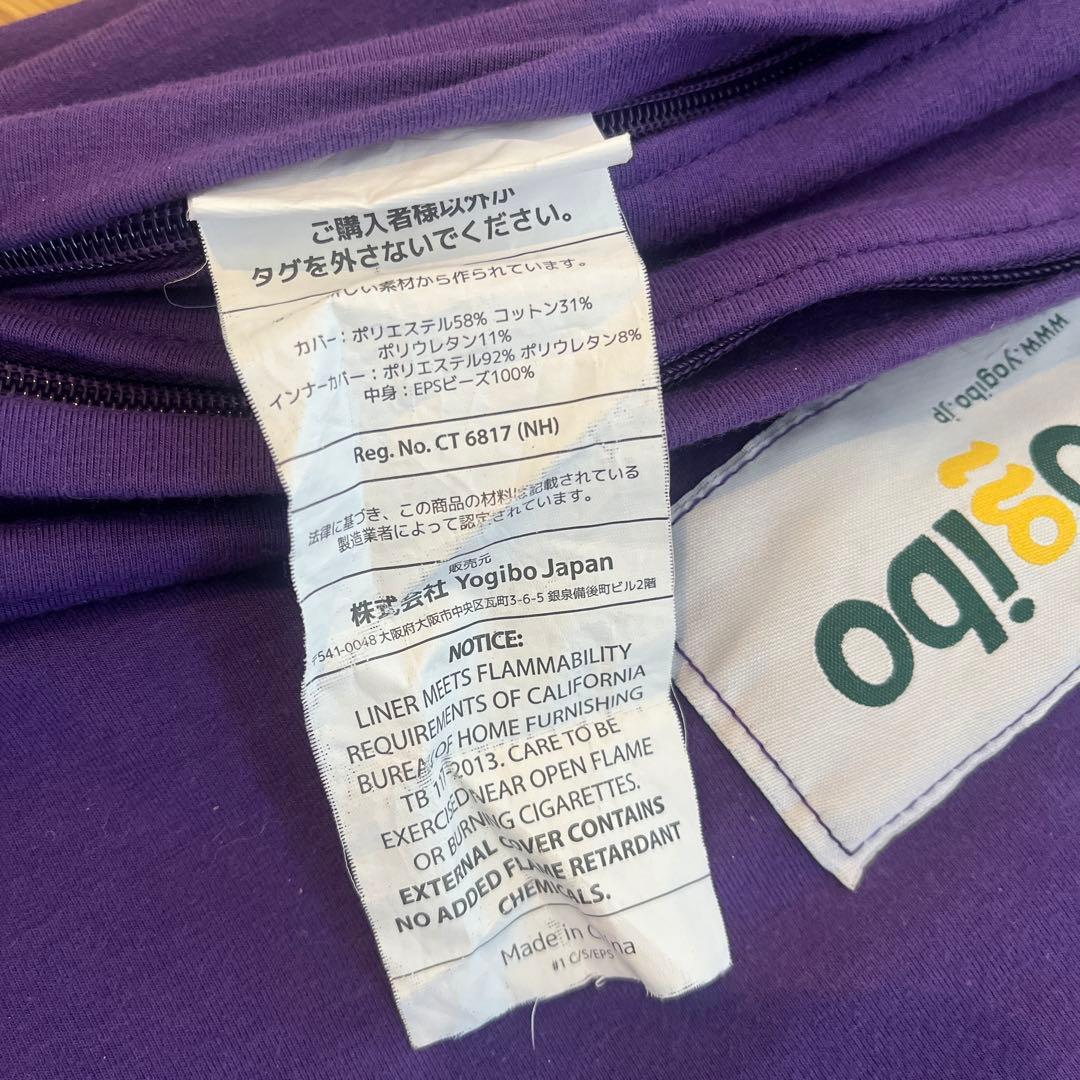 ご購入者様以外が
タグを外さないでください。
新しい素材から作られています。
カバー：ポリエステル58% コットン31%
ポリウレタン11%
インナーカバー：ポリエステル92% ポリウレタン8%
中身：EPSビーズ100%
Reg. No. CT 6817 (NH)
法律に基づき、この商品の材料は記載されている
製造業者によって認定されています。
販売元
株式会社 Yogibo Japan
〒541-0048 大阪府大阪市中央区瓦町3-6-5 銀泉備後町ビル2階
NOTICE:
LINER MEETS FLAMMABILITY
REQUIREMENTS OF CALIFORNIA
BUREAU OF HOME FURNISHING
TB 117-2013. CARE TO BE
EXERCISED NEAR OPEN FLAME
OR BURNING CIGARETTES.
EXTERNAL COVER CONTAINS
NO ADDED FLAME RETARDANT
CHEMICALS.
Made in China
#1 C/S/EPS
www.yogibo.jp
ogibo